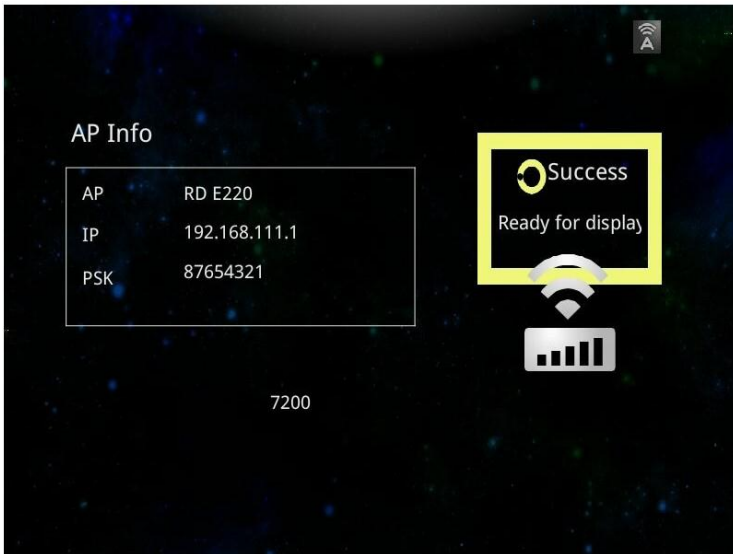 A
AP Info
AP RD E220
IP 192.168.111.1
PSK 87654321
Success
Ready for display
7200